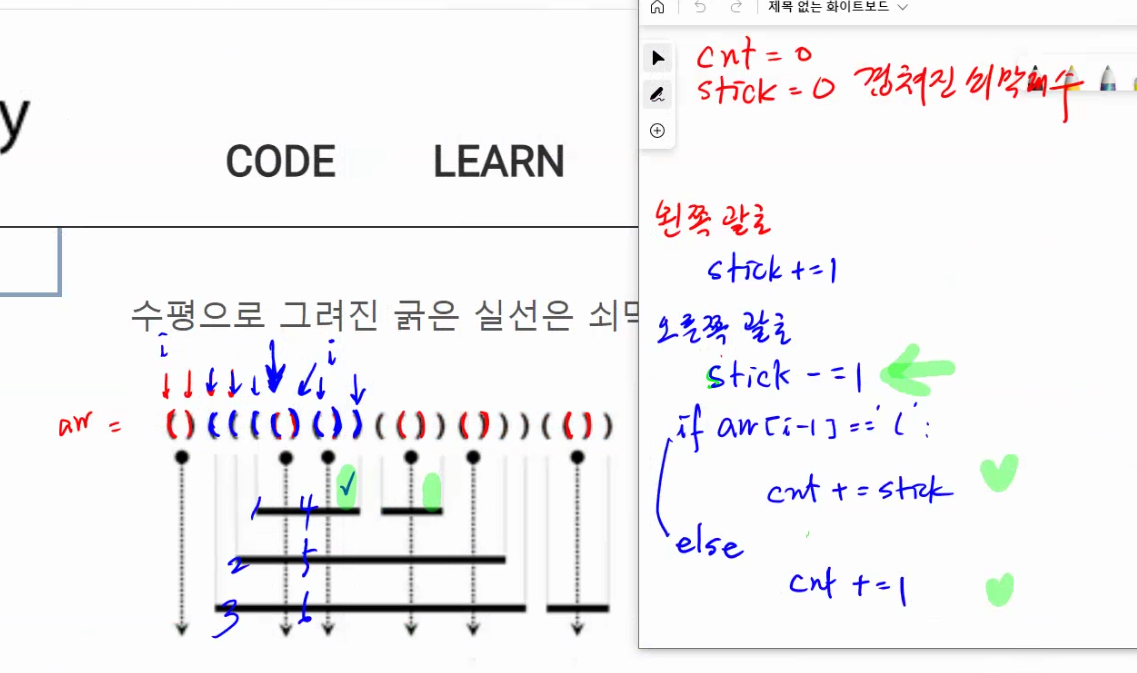 제목 없는 화이트보드
y
CODE LEARN
수평으로 그려진 굵은 실선은 쇠막
i i
arr = ()(((()())(())()))(())
1 4
2 5
3 6
cnt = 0
stick = 0 겹쳐진 쇠막대수
왼쪽 괄호
stick += 1
오른쪽 괄호
stick -= 1
if arr[i-1] == '(':
cnt += stick
else
cnt += 1